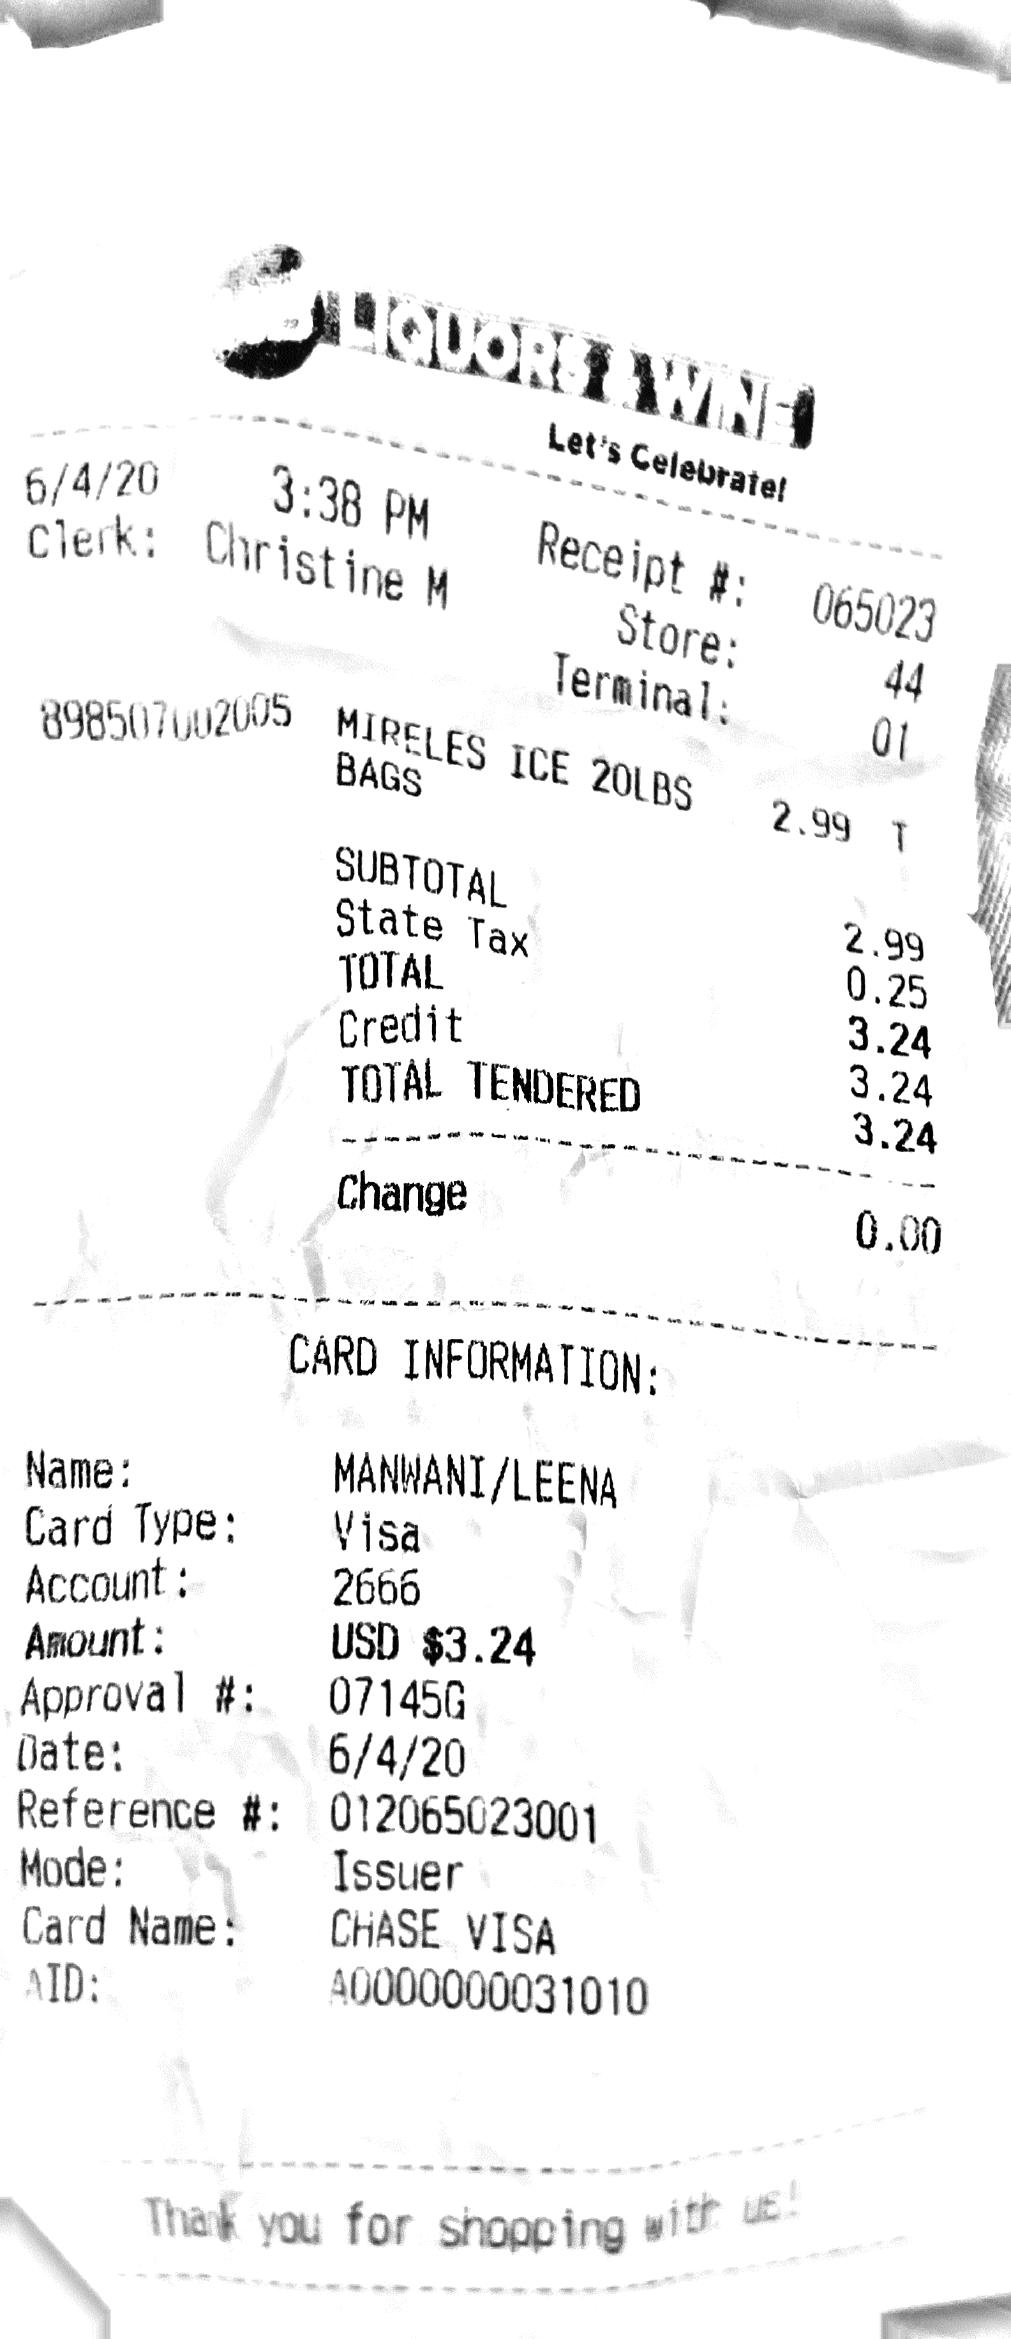 LIQUORS & WINE
Let's Celebrate!
6/4/20 3:38 PM Receipt #: 065023
Clerk: Christine M Store: 44
Terminal: 01
898507002005 MIRELES ICE 20LBS 2.99 T
BAGS
SUBTOTAL 2.99
State Tax 0.25
TOTAL 3.24
Credit 3.24
TOTAL TENDERED 3.24
Change 0.00
CARD INFORMATION:
Name: MANWANI/LEENA
Card Type: Visa
Account: 2666
Amount: USD $3.24
Approval #: 07145G
Date: 6/4/20
Reference #: 012065023001
Mode: Issuer
Card Name: CHASE VISA
AID: A0000000031010
Thank you for shopping with us!